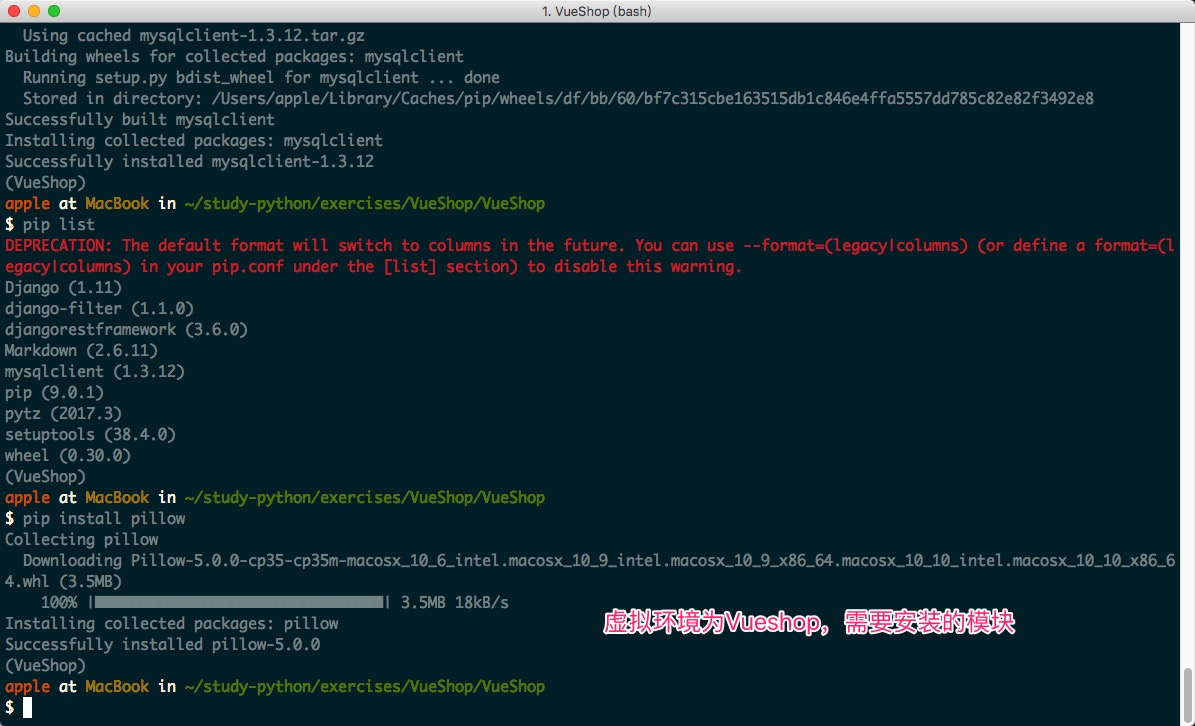 1. VueShop (bash)
Using cached mysqlclient-1.3.12.tar.gz
Building wheels for collected packages: mysqlclient
Running setup.py bdist_wheel for mysqlclient ... done
Stored in directory: /Users/apple/Library/Caches/pip/wheels/df/bb/60/bf7c315cbe163515db1c846e4ffa5557dd785c82e82f3492e8
Successfully built mysqlclient
Installing collected packages: mysqlclient
Successfully installed mysqlclient-1.3.12
(VueShop)
apple at MacBook in ~/study-python/exercises/VueShop/VueShop
$ pip list
DEPRECATION: The default format will switch to columns in the future. You can use --format=(legacy|columns) (or define a format=(l
egacy|columns) in your pip.conf under the [list] section) to disable this warning.
Django (1.11)
django-filter (1.1.0)
djangorestframework (3.6.0)
Markdown (2.6.11)
mysqlclient (1.3.12)
pip (9.0.1)
pytz (2017.3)
setuptools (38.4.0)
wheel (0.30.0)
(VueShop)
apple at MacBook in ~/study-python/exercises/VueShop/VueShop
$ pip install pillow
Collecting pillow
Downloading Pillow-5.0.0-cp35-cp35m-macosx_10_6_intel.macosx_10_9_intel.macosx_10_9_x86_64.macosx_10_10_intel.macosx_10_10_x86_6
4.whl (3.5MB)
100% |████████████████████████████████| 3.5MB 18kB/s
Installing collected packages: pillow
虚拟环境为Vueshop，需要安装的模块
Successfully installed pillow-5.0.0
(VueShop)
apple at MacBook in ~/study-python/exercises/VueShop/VueShop
$